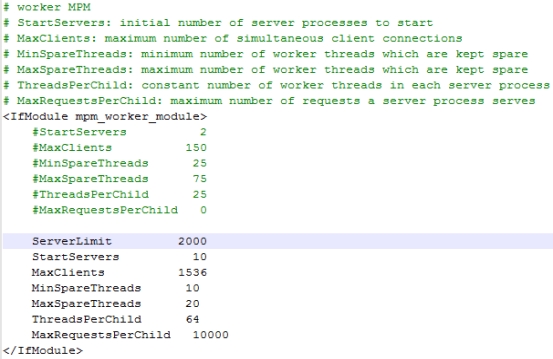 # worker MPM
# StartServers: initial number of server processes to start
# MaxClients: maximum number of simultaneous client connections
# MinSpareThreads: minimum number of worker threads which are kept spare
# MaxSpareThreads: maximum number of worker threads which are kept spare
# ThreadsPerChild: constant number of worker threads in each server process
# MaxRequestsPerChild: maximum number of requests a server process serves
<IfModule mpm_worker_module>
    #StartServers          2
    #MaxClients          150
    #MinSpareThreads      25
    #MaxSpareThreads      75
    #ThreadsPerChild      25
    #MaxRequestsPerChild   0
    ServerLimit         2000
    StartServers          10
    MaxClients          1536
    MinSpareThreads      10
    MaxSpareThreads      20
    ThreadsPerChild      64
    MaxRequestsPerChild   10000
</IfModule>